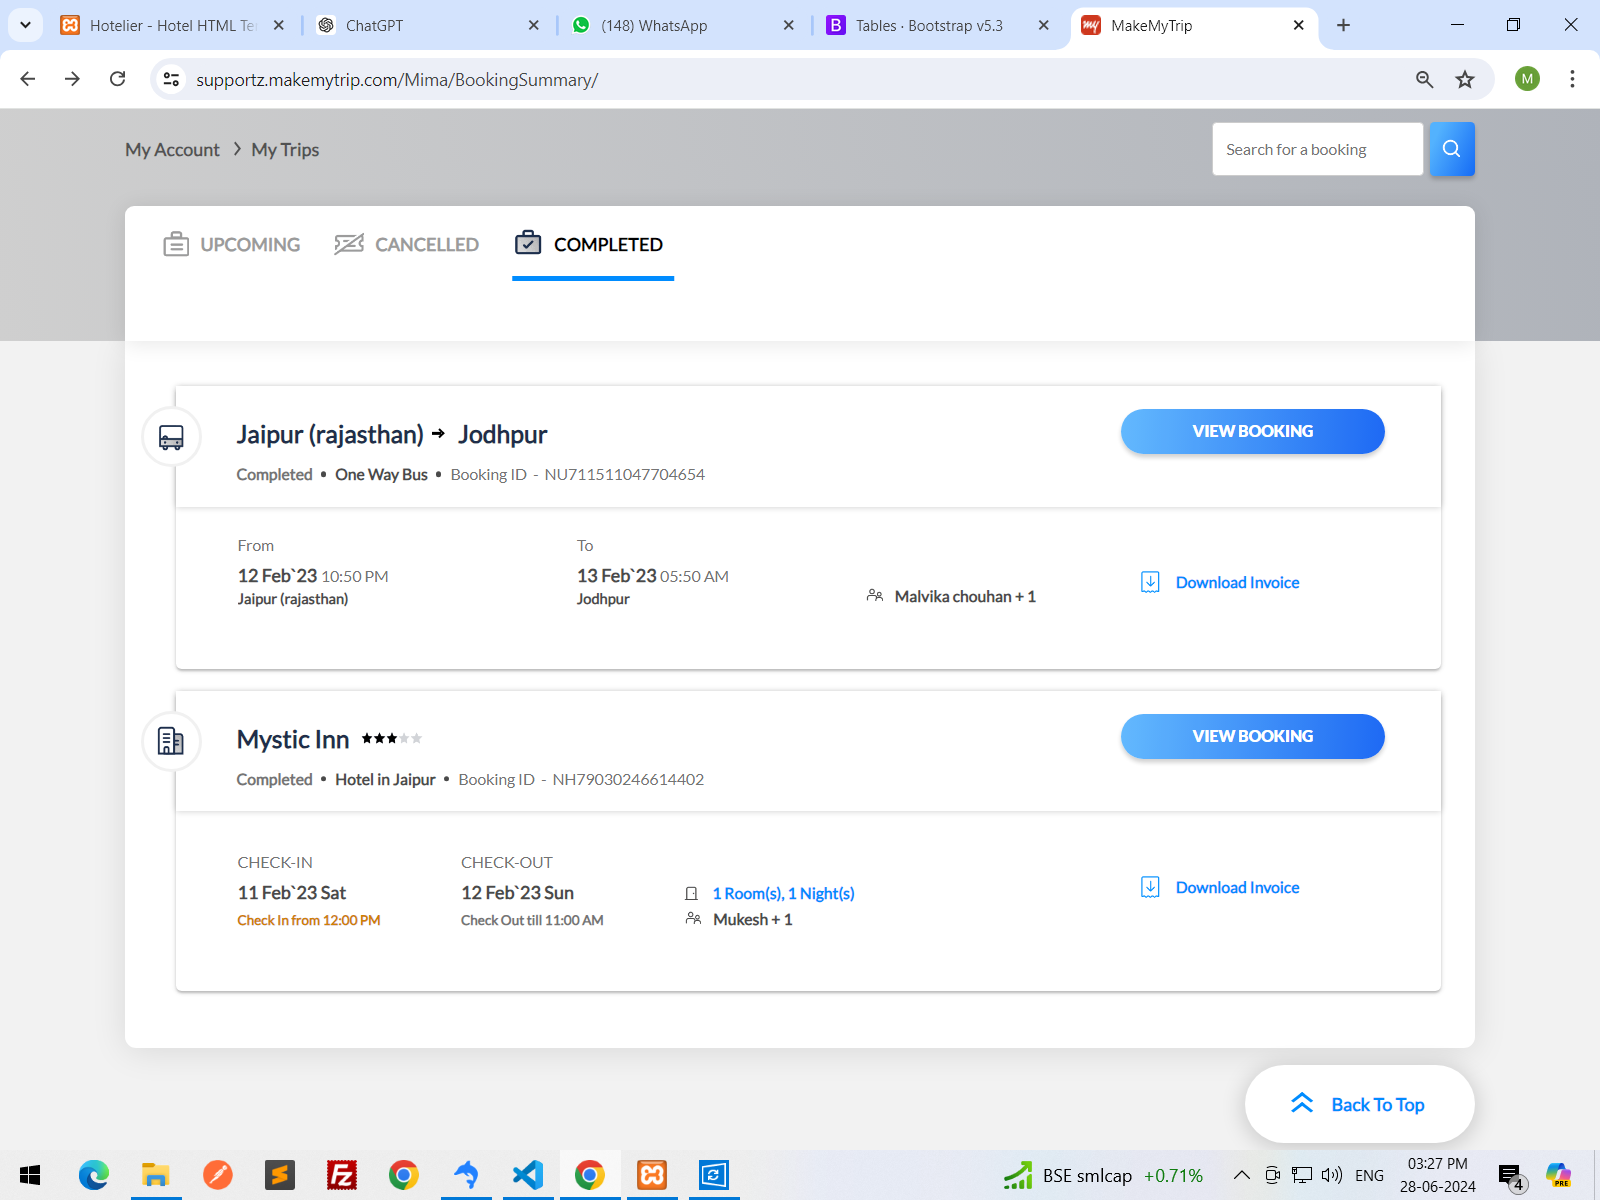 Hotelier - Hotel HTML Te
ChatGPT
(148) WhatsApp
B Tables · Bootstrap v5.3
my MakeMyTrip
supportz.makemytrip.com/Mima/BookingSummary/
M
My Account > My Trips
Search for a booking
UPCOMING
CANCELLED
COMPLETED
Jaipur (rajasthan) → Jodhpur
VIEW BOOKING
Completed • One Way Bus • Booking ID - NU711511047704654
From
To
12 Feb`23 10:50 PM
13 Feb`23 05:50 AM
Jaipur (rajasthan)
Jodhpur
Malvika chouhan + 1
Download Invoice
Mystic Inn
VIEW BOOKING
Completed • Hotel in Jaipur • Booking ID - NH79030246614402
CHECK-IN
CHECK-OUT
11 Feb`23 Sat
12 Feb`23 Sun
1 Room(s), 1 Night(s)
Download Invoice
Check In from 12:00 PM
Check Out till 11:00 AM
Mukesh + 1
Back To Top
BSE smlcap +0.71%
ENG
03:27 PM
28-06-2024
4
PRE